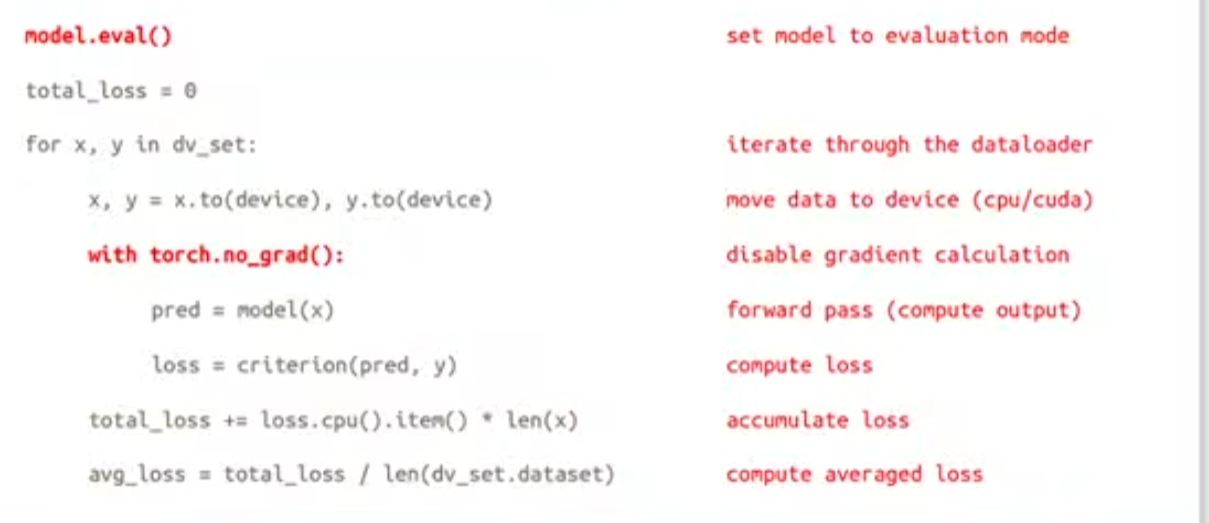 model.eval() set model to evaluation mode
total_loss = 0
for x, y in dv_set: iterate through the dataloader
x, y = x.to(device), y.to(device) move data to device (cpu/cuda)
with torch.no_grad(): disable gradient calculation
pred = model(x) forward pass (compute output)
loss = criterion(pred, y) compute loss
total_loss += loss.cpu().item() * len(x) accumulate loss
avg_loss = total_loss / len(dv_set.dataset) compute averaged loss